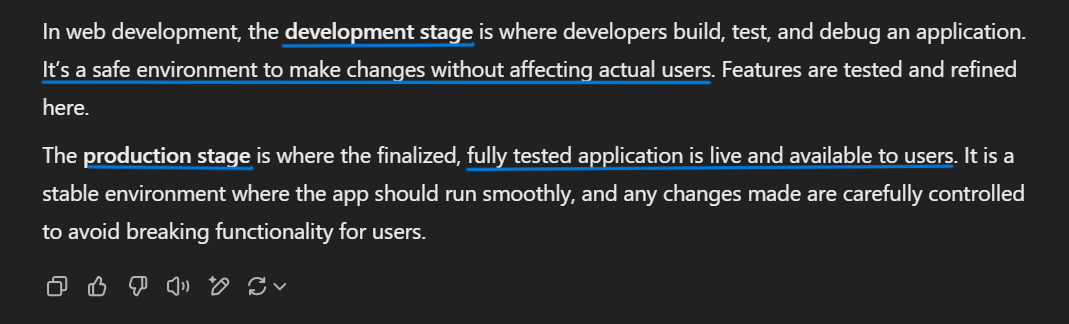 In web development, the development stage is where developers build, test, and debug an application.
It’s a safe environment to make changes without affecting actual users. Features are tested and refined
here.
The production stage is where the finalized, fully tested application is live and available to users. It is a
stable environment where the app should run smoothly, and any changes made are carefully controlled
to avoid breaking functionality for users.